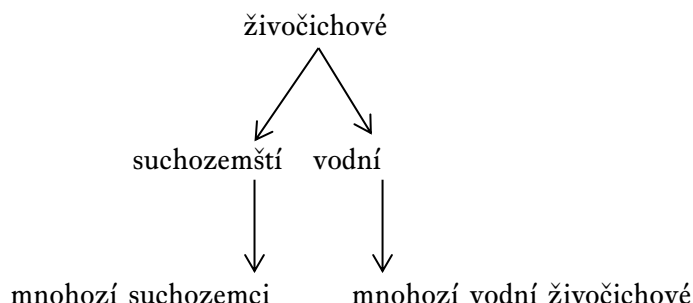 živočichové
suchozemští vodní
mnohozí suchozemci mnohozí vodní živočichové